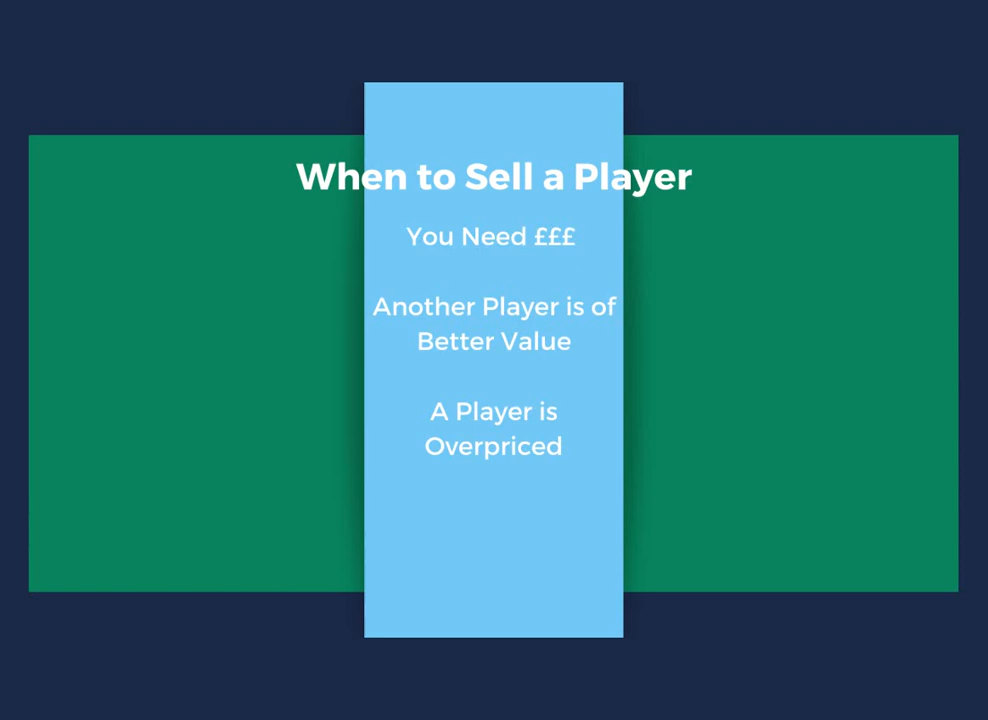 When to Sell a Player
You Need £££
Another Player is of
Better Value
A Player is
Overpriced